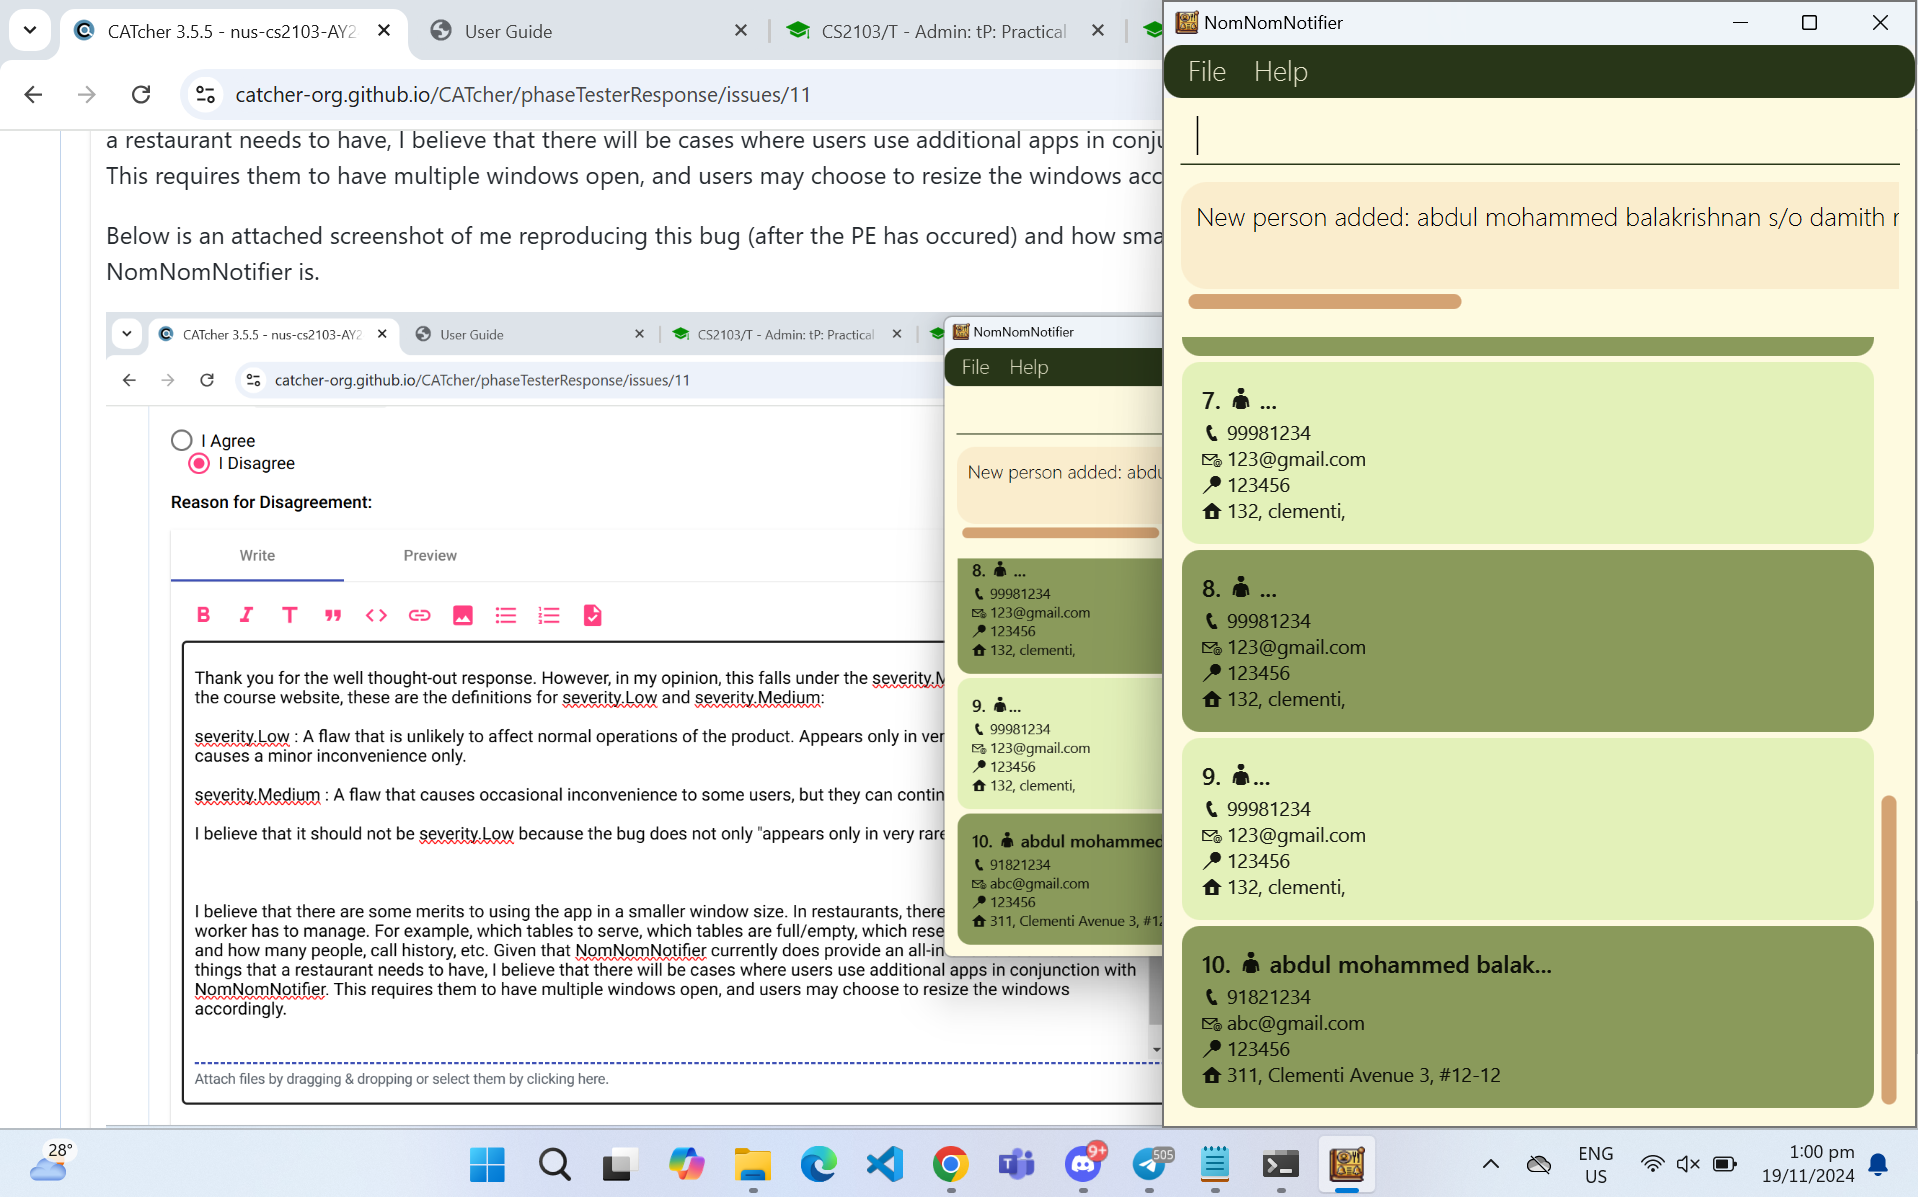 CATcher 3.5.5 - nus-cs2103-AY2
User Guide
CS2103/T - Admin: tP: Practical
catcher-org.github.io/CATcher/phaseTesterResponse/issues/11
a restaurant needs to have, I believe that there will be cases where users use additional apps in conju
This requires them to have multiple windows open, and users may choose to resize the windows acc
Below is an attached screenshot of me reproducing this bug (after the PE has occured) and how sma
NomNomNotifier is.
CATcher 3.5.5 - nus-cs2103-AY2
User Guide
CS2103/T - Admin: tP: Practical
catcher-org.github.io/CATcher/phaseTesterResponse/issues/11
I Agree
I Disagree
Reason for Disagreement:
Write
Preview
Thank you for the well thought-out response. However, in my opinion, this falls under the severity.M
the course website, these are the definitions for severity.Low and severity.Medium:
severity.Low : A flaw that is unlikely to affect normal operations of the product. Appears only in ver
causes a minor inconvenience only.
severity.Medium : A flaw that causes occasional inconvenience to some users, but they can contin
I believe that it should not be severity.Low because the bug does not only "appears only in very rare
I believe that there are some merits to using the app in a smaller window size. In restaurants, there
worker has to manage. For example, which tables to serve, which tables are full/empty, which rese
and how many people, call history, etc. Given that NomNomNotifier currently does provide an all-in
things that a restaurant needs to have, I believe that there will be cases where users use additional apps in conjunction with
NomNomNotifier. This requires them to have multiple windows open, and users may choose to resize the windows
accordingly.
Attach files by dragging & dropping or select them by clicking here.
NomNomNotifier
File Help
New person added: abdu
8. ...
99981234
123@gmail.com
123456
132, clementi,
9. ...
99981234
123@gmail.com
123456
132, clementi,
10. abdul mohammed
91821234
abc@gmail.com
123456
311, Clementi Avenue 3, #12
NomNomNotifier
File Help
New person added: abdul mohammed balakrishnan s/o damith r
7. ...
99981234
123@gmail.com
123456
132, clementi,
8. ...
99981234
123@gmail.com
123456
132, clementi,
9. ...
99981234
123@gmail.com
123456
132, clementi,
10. abdul mohammed balak...
91821234
abc@gmail.com
123456
311, Clementi Avenue 3, #12-12
28°
9+
505
ENG
US
1:00 pm
19/11/2024